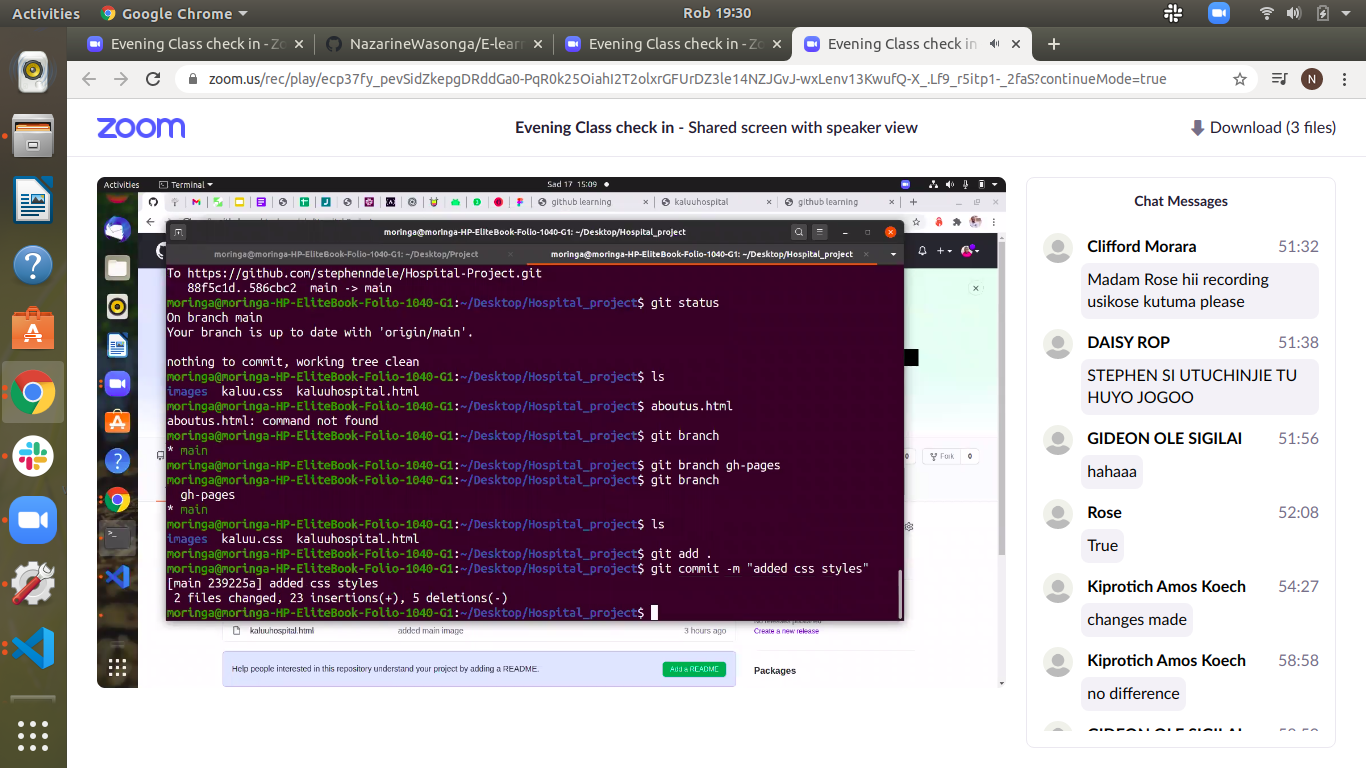 Activities
Google Chrome
Rob 19:30
Evening Class check in - Zo
NazarineWasonga/E-learn
Evening Class check in - Zo
Evening Class check in
N
zoom.us/rec/play/ecp37fy_pevSidZkepgDRddGa0-PqR0k25OiahI2T2olxrGFUrDZ3le14NZJGvJ-wxLenv13KwufQ-X_.Lf9_r5itp1-_2faS?continueMode=true
zoom
Evening Class check in - Shared screen with speaker view
Download (3 files)
Activities
Terminal
Sad 17 15:09
github learning
kaluuhospital
github learning
moringa@moringa-HP-EliteBook-Folio-1040-G1: ~/Desktop/Hospital_project
moringa@moringa-HP-EliteBook-Folio-1040-G1: ~/Desktop/Project
moringa@moringa-HP-EliteBook-Folio-1040-G1: ~/Desktop/Hospital_project
To https://github.com/stephenndele/Hospital-Project.git
88f5c1d..586cbc2 main -> main
moringa@moringa-HP-EliteBook-Folio-1040-G1:~/Desktop/Hospital_project$ git status
On branch main
Your branch is up to date with 'origin/main'.
nothing to commit, working tree clean
moringa@moringa-HP-EliteBook-Folio-1040-G1:~/Desktop/Hospital_project$ ls
images kaluu.css kaluuhospital.html
moringa@moringa-HP-EliteBook-Folio-1040-G1:~/Desktop/Hospital_project$ aboutus.html
aboutus.html: command not found
moringa@moringa-HP-EliteBook-Folio-1040-G1:~/Desktop/Hospital_project$ git branch
* main
moringa@moringa-HP-EliteBook-Folio-1040-G1:~/Desktop/Hospital_project$ git branch gh-pages
moringa@moringa-HP-EliteBook-Folio-1040-G1:~/Desktop/Hospital_project$ git branch
gh-pages
* main
moringa@moringa-HP-EliteBook-Folio-1040-G1:~/Desktop/Hospital_project$ ls
images kaluu.css kaluuhospital.html
moringa@moringa-HP-EliteBook-Folio-1040-G1:~/Desktop/Hospital_project$ git add .
moringa@moringa-HP-EliteBook-Folio-1040-G1:~/Desktop/Hospital_project$ git commit -m "added css styles"
[main 239225a] added css styles
2 files changed, 23 insertions(+), 5 deletions(-)
moringa@moringa-HP-EliteBook-Folio-1040-G1:~/Desktop/Hospital_project$
0
Fork
0
kaluuhospital.html
added main image
3 hours ago
Create a new release
Help people interested in this repository understand your project by adding a README.
Add a README
Packages
Chat Messages
Clifford Morara
51:32
Madam Rose hii recording
usikose kutuma please
DAISY ROP
51:38
STEPHEN SI UTUCHINJIE TU
HUYO JOGOO
GIDEON OLE SIGILAI
51:56
hahaaa
Rose
52:08
True
Kiprotich Amos Koech
54:27
changes made
Kiprotich Amos Koech
58:58
no difference